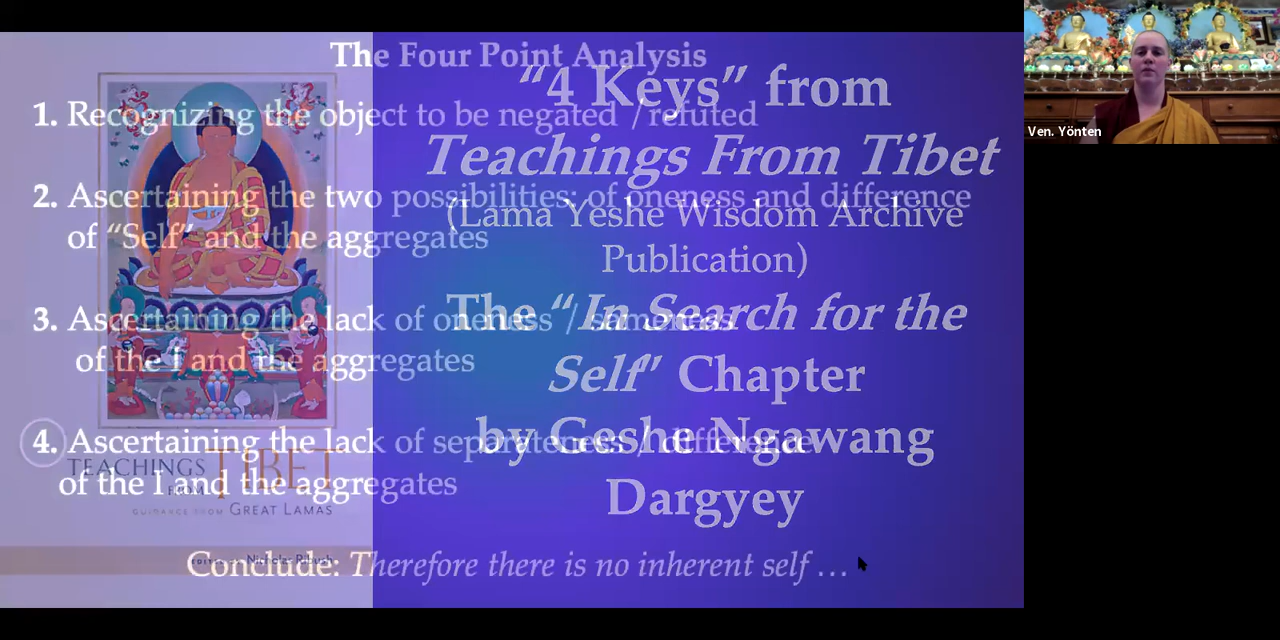 The Four Point Analysis
1. Recognizing the object to be negated / refuted
2. Ascertaining the two possibilities: of oneness and difference
of “Self” and the aggregates
3. Ascertaining the lack of oneness / sameness
of the I and the aggregates
4. Ascertaining the lack of separateness / difference
of the I and the aggregates
Conclude: Therefore there is no inherent self …
“4 Keys” from
Teachings From Tibet
(Lama Yeshe Wisdom Archive
Publication)
The “In Search for the
Self” Chapter
by Geshe Ngawang
Dargyey
TEACHINGS
FROM TIBET
GUIDANCE FROM GREAT LAMAS
Ven. Yönten